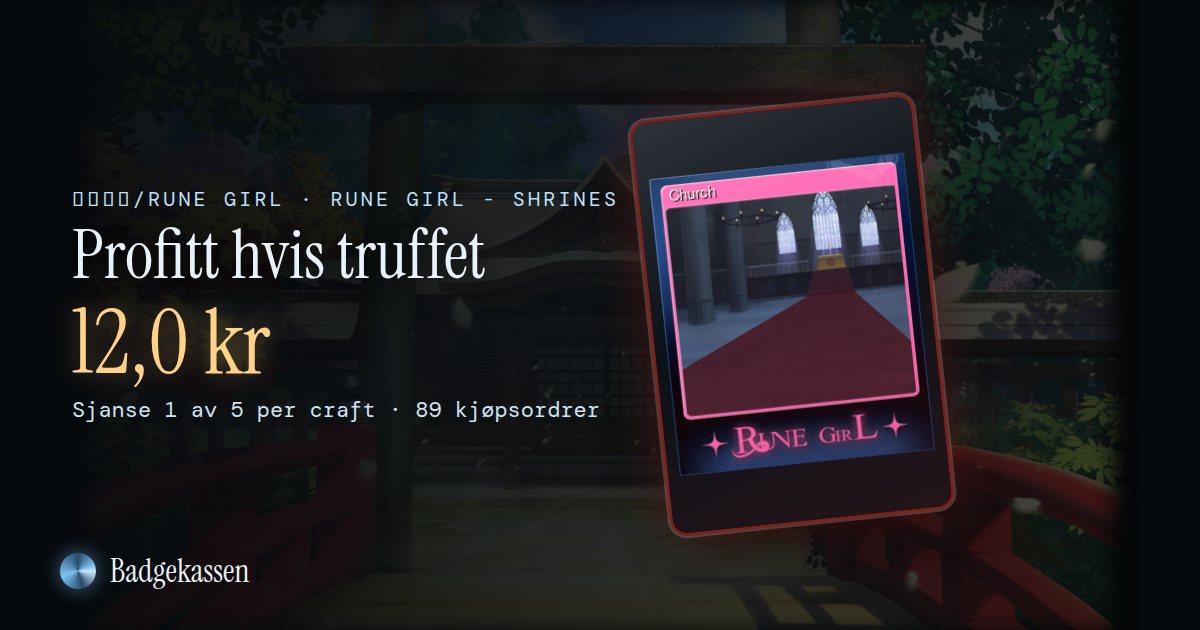 ▯▯▯▯/RUNE GIRL · RUNE GIRL - SHRINES
Profitt hvis truffet
12,0 kr
Sjanse 1 av 5 per craft · 89 kjøpsordrer
Church
RUNE GIRL
Badgekassen